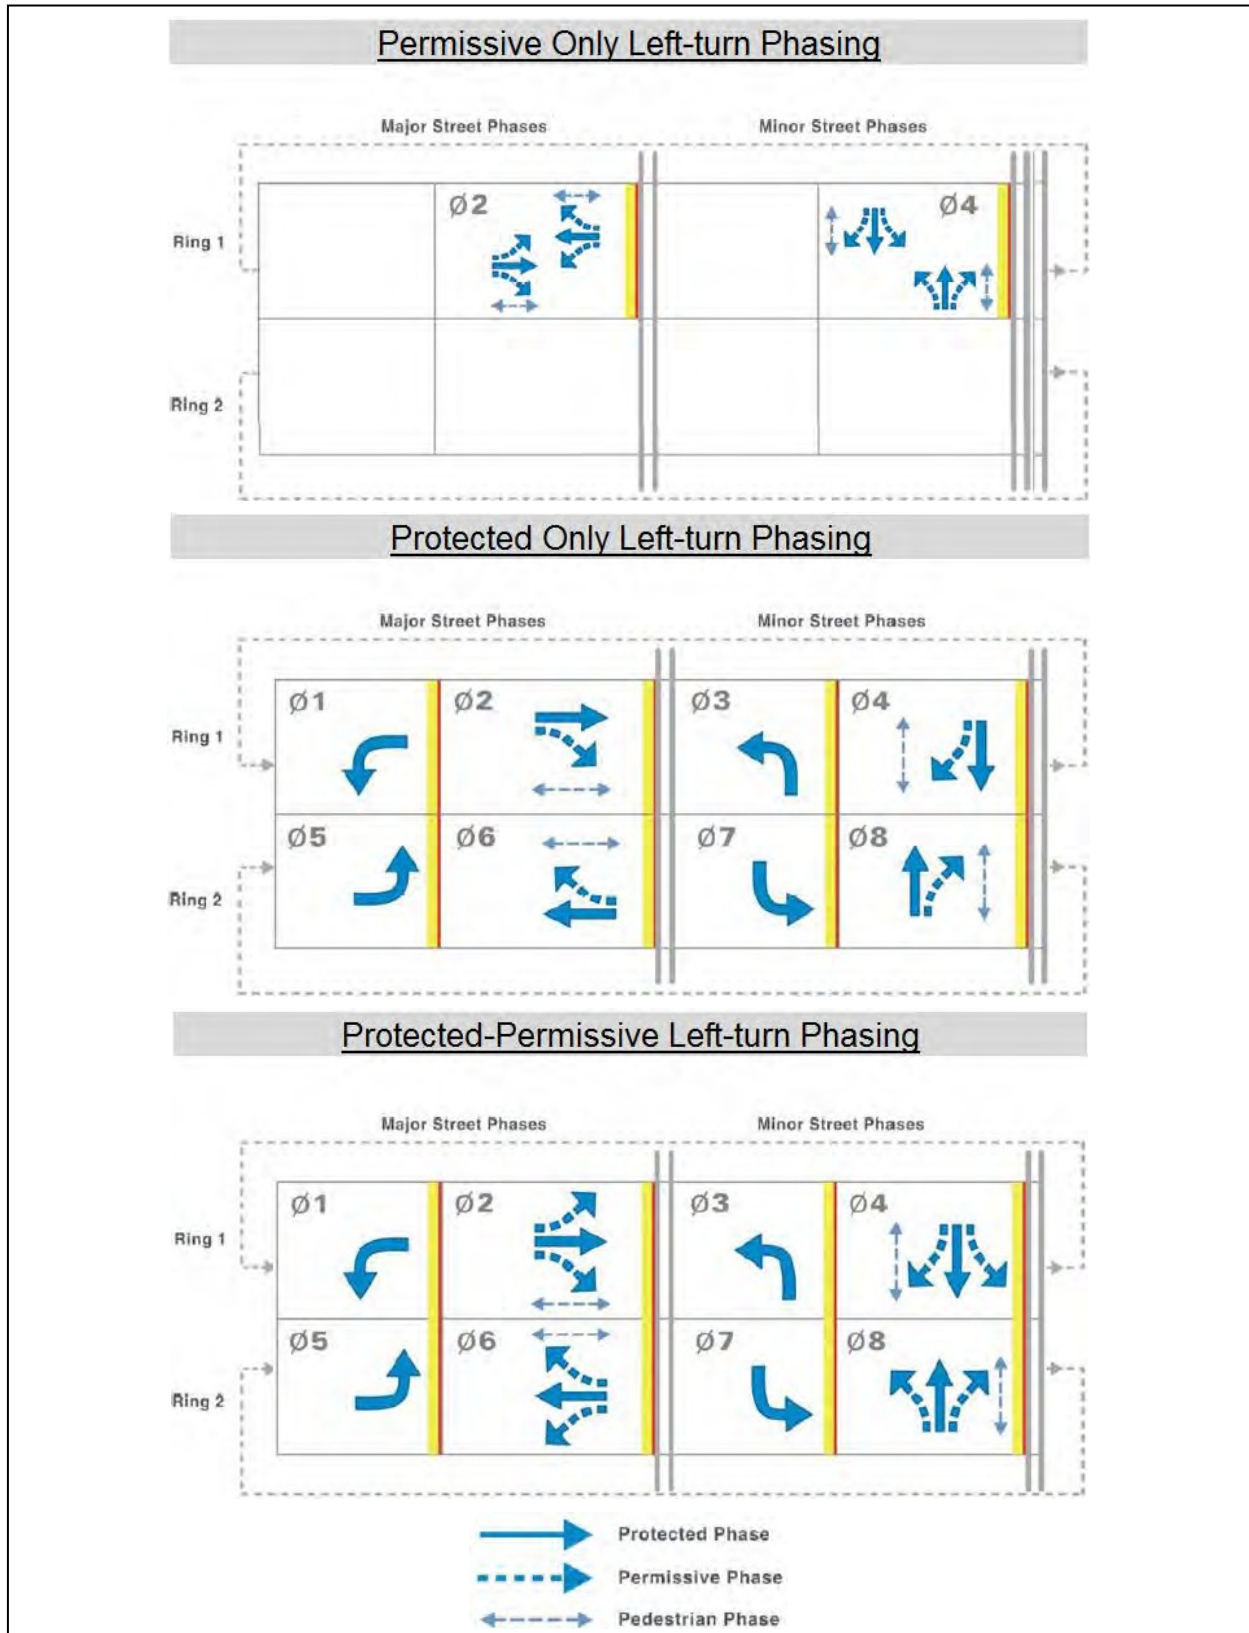 Permissive Only Left-turn Phasing
Major Street Phases Minor Street Phases
Ø2 Ø4
Ring 1
Ring 2
Protected Only Left-turn Phasing
Major Street Phases Minor Street Phases
Ø1 Ø2 Ø3 Ø4
Ring 1
Ø5 Ø6 Ø7 Ø8
Ring 2
Protected-Permissive Left-turn Phasing
Major Street Phases Minor Street Phases
Ø1 Ø2 Ø3 Ø4
Ring 1
Ø5 Ø6 Ø7 Ø8
Ring 2
Protected Phase
Permissive Phase
Pedestrian Phase